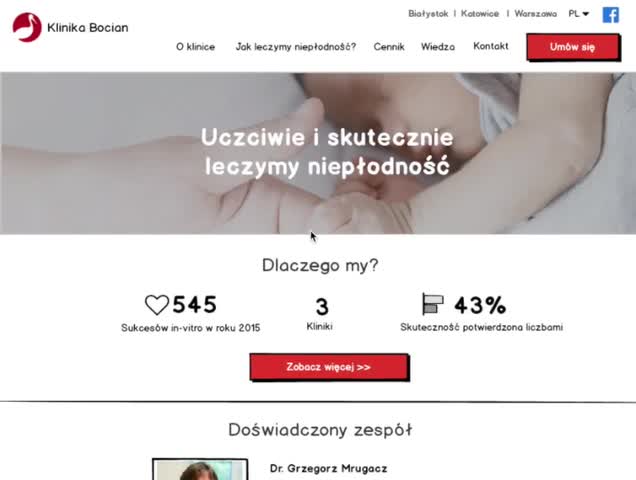 Białystok | Katowice | Warszawa PL
Klinika Bocian
O klinice Jak leczymy niepłodność? Cennik Wiedza Kontakt Umów się
Uczciwie i skutecznie
leczymy niepłodność
Dlaczego my?
545 3 43%
Sukcesów in-vitro w roku 2015 Kliniki Skuteczność potwierdzona liczbami
Zobacz więcej >>
Doświadczony zespół
Dr. Grzegorz Mrugacz